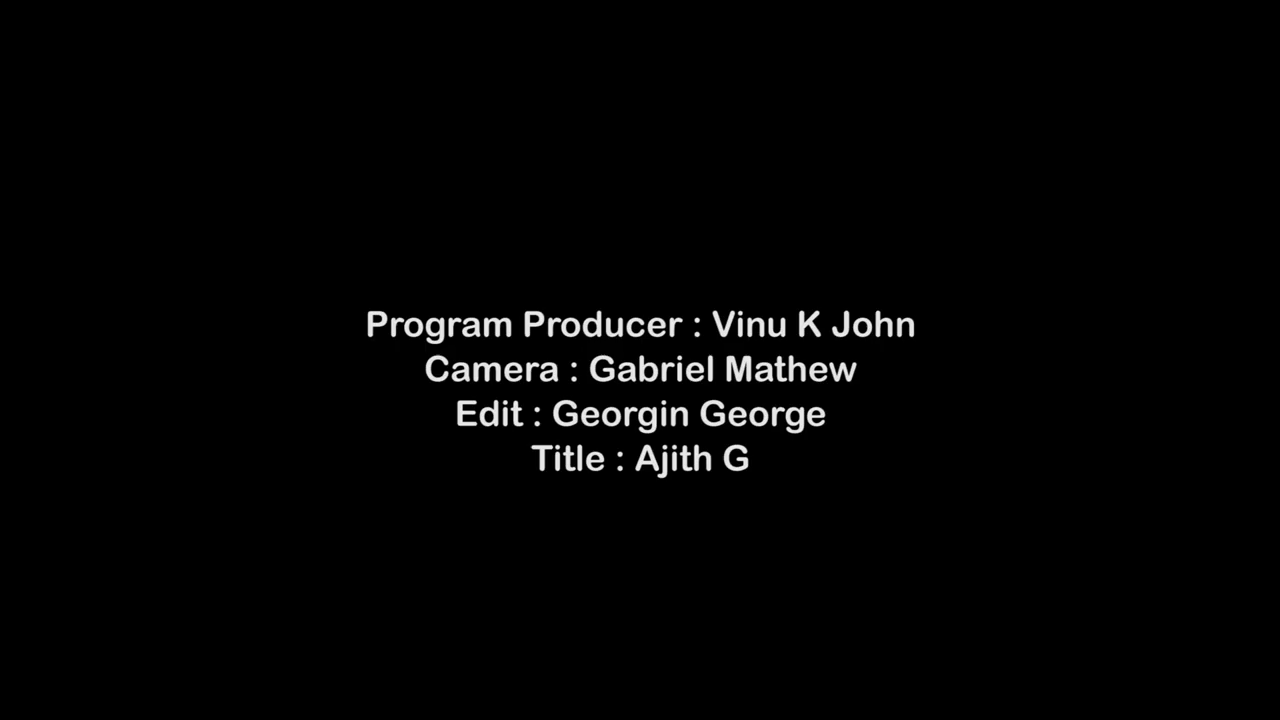 Program Producer : Vinu K John
Camera : Gabriel Mathew
Edit : Georgin George
Title : Ajith G